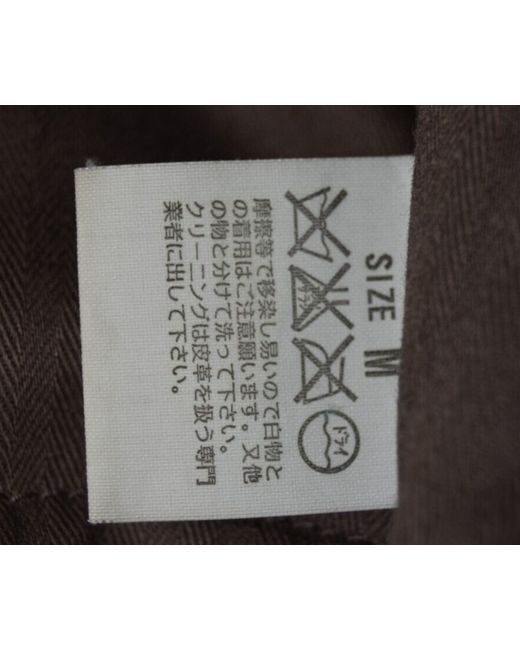 SIZE M
ドライ
摩擦等で移染し易いので白物と
の着用はご注意願います。又他
の物と分けて洗って下さい。
クリーニングは皮革を扱う専門
業者に出して下さい。